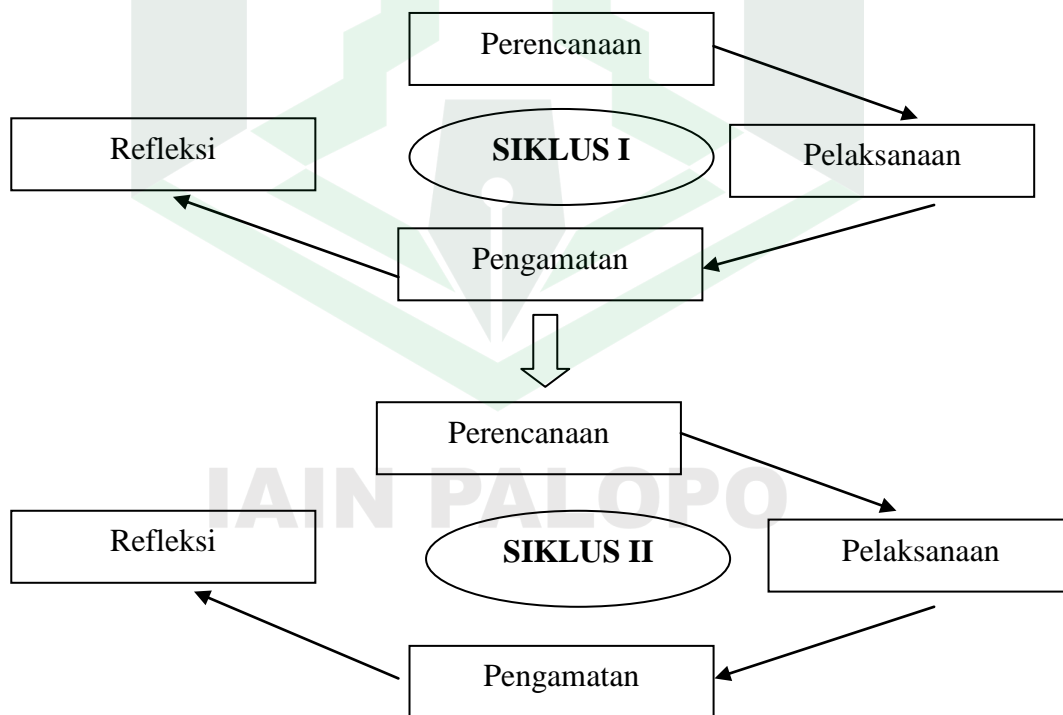 Perencanaan
Refleksi
SIKLUS I
Pelaksanaan
Pengamatan
Perencanaan
IAIN PALOPO
Refleksi
SIKLUS II
Pelaksanaan
Pengamatan